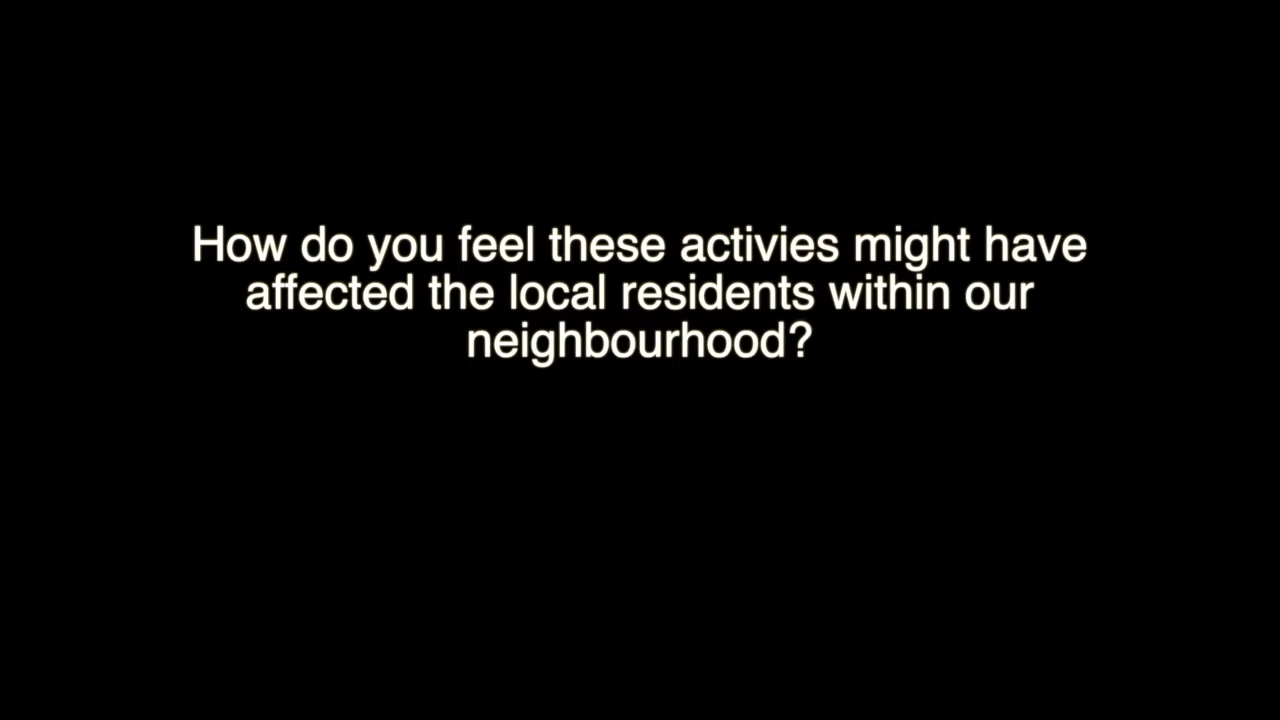 How do you feel these activies might have
affected the local residents within our
neighbourhood?